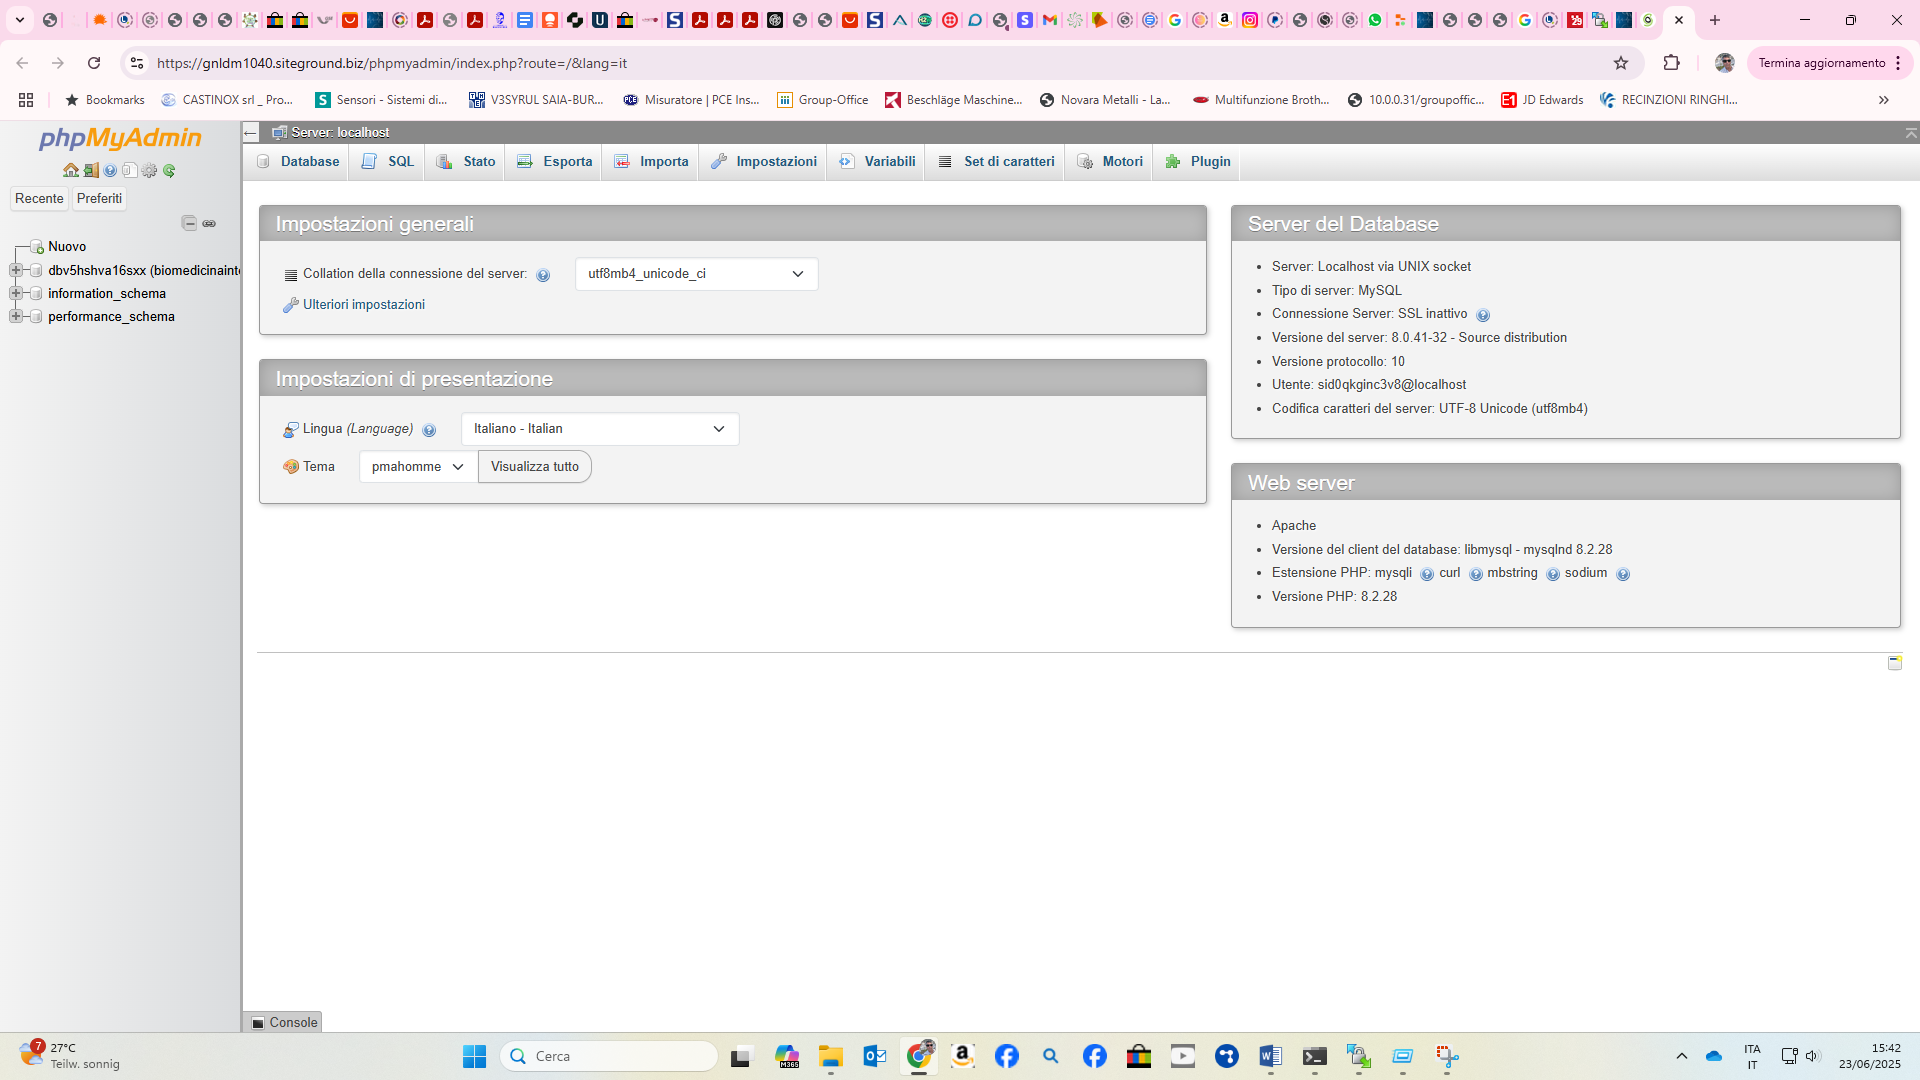 https://gnldm1040.siteground.biz/phpmyadmin/index.php?route=/&lang=it
Termina aggiornamento
Bookmarks
CASTINOX srl _ Pro...
Sensori - Sistemi di...
V3SYRUL SAIA-BUR...
Misuratore | PCE Ins...
Group-Office
Beschläge Maschine...
Novara Metalli - La...
Multifunzione Broth...
10.0.0.31/groupoffic...
JD Edwards
RECINZIONI RINGHI...
phpMyAdmin
Recente
Preferiti
Nuovo
dbv5hshva16sxx (biomedicinainte
information_schema
performance_schema
Server: localhost
Database
SQL
Stato
Esporta
Importa
Impostazioni
Variabili
Set di caratteri
Motori
Plugin
Impostazioni generali
Collation della connessione del server:
utf8mb4_unicode_ci
Ulteriori impostazioni
Impostazioni di presentazione
Lingua (Language)
Italiano - Italian
Tema
pmahomme
Visualizza tutto
Server del Database
Server: Localhost via UNIX socket
Tipo di server: MySQL
Connessione Server: SSL inattivo
Versione del server: 8.0.41-32 - Source distribution
Versione protocollo: 10
Utente: sid0qkginc3v8@localhost
Codifica caratteri del server: UTF-8 Unicode (utf8mb4)
Web server
Apache
Versione del client del database: libmysql - mysqlnd 8.2.28
Estensione PHP: mysqli curl mbstring sodium
Versione PHP: 8.2.28
Console
7
27°C
Teilw. sonnig
Cerca
M365
ITA
IT
15:42
23/06/2025